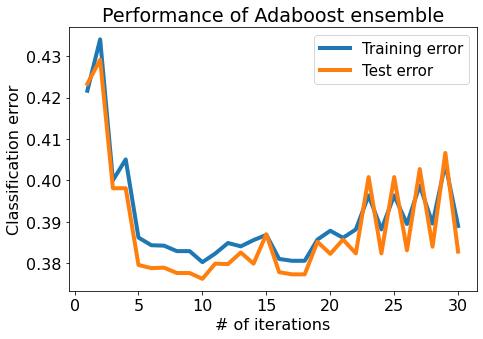 Performance of Adaboost ensemble
Training error
Test error
Classification error
0.43
0.42
0.41
0.40
0.39
0.38
0 5 10 15 20 25 30
# of iterations